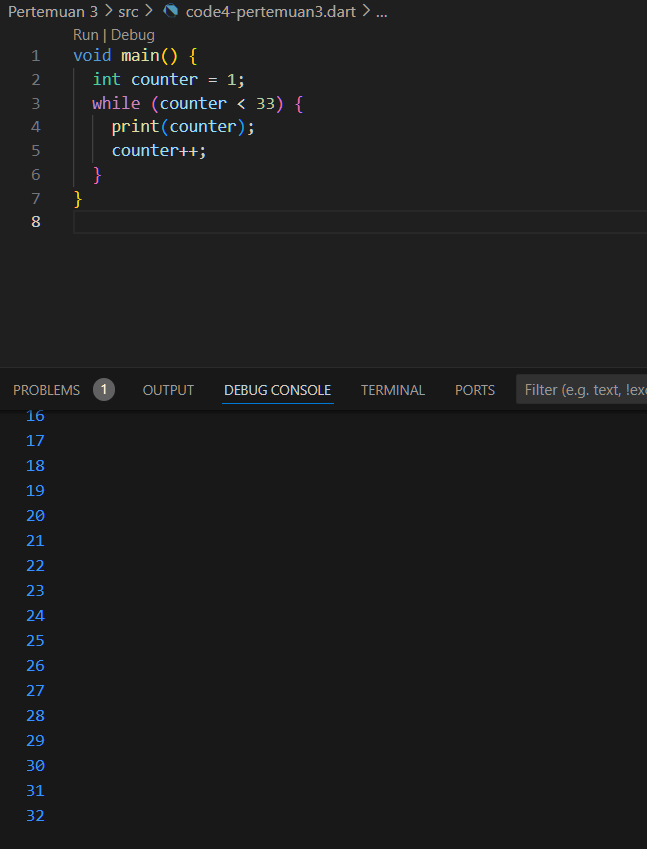 Pertemuan 3 > src > code4-pertemuan3.dart > ...
Run | Debug
1 void main() {
2 int counter = 1;
3 while (counter < 33) {
4 print(counter);
5 counter++;
6 }
7 }
8
PROBLEMS 1 OUTPUT DEBUG CONSOLE TERMINAL PORTS Filter (e.g. text, !exc
16
17
18
19
20
21
22
23
24
25
26
27
28
29
30
31
32